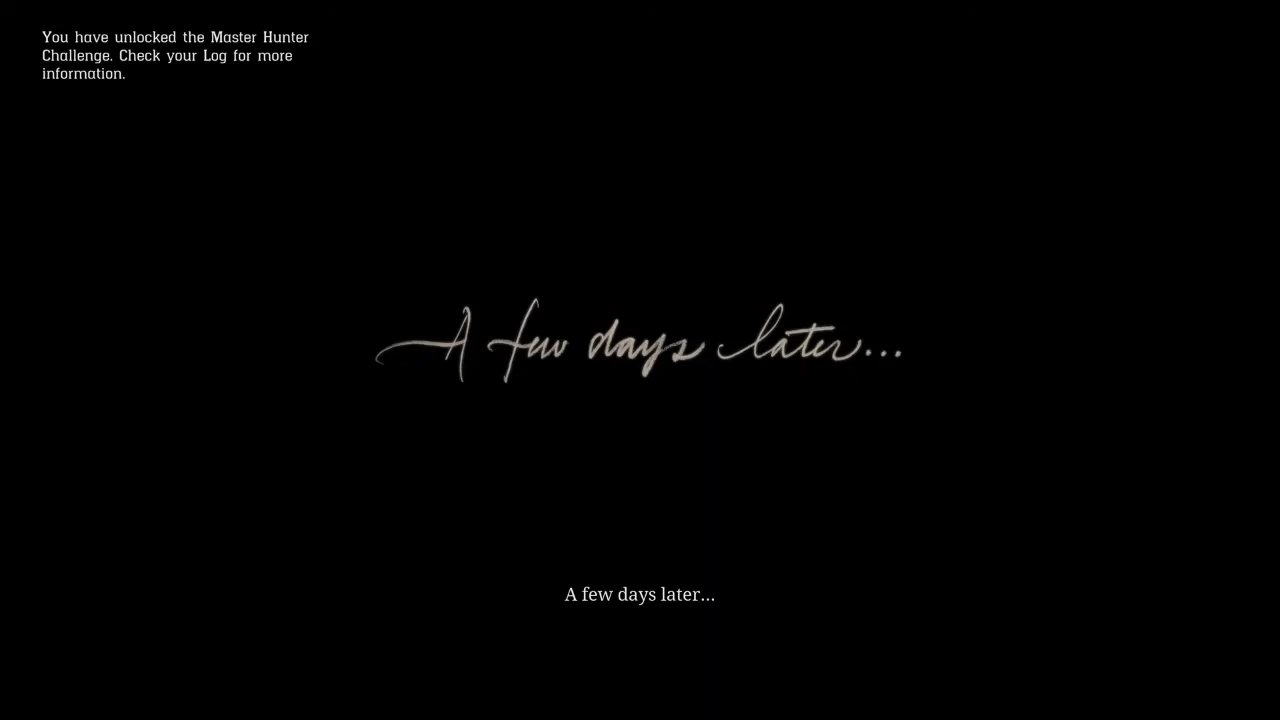 You have unlocked the Master Hunter
Challenge. Check your Log for more
information.
A few days later...
A few days later...